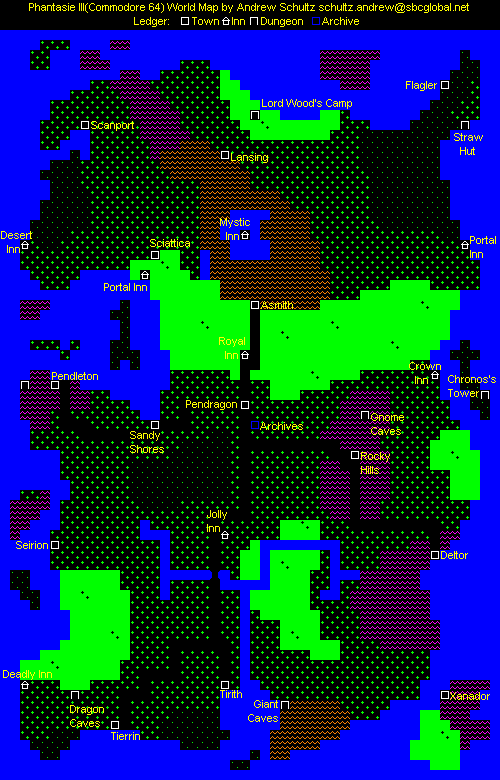 Phantasie III(Commodore 64) World Map by Andrew Schultz schultz.andrew@sbcglobal.net
Ledger: Town Inn Dungeon Archive
Flagler
Lord Wood's Camp
Scanport
Straw
Hut
Lansing
Mystic
Inn
Desert
Inn
Portal
Inn
Sciattica
Portal Inn
Asmith
Royal
Inn
Crown
Inn
Pendleton
Chronos's
Tower
Pendragon
Gnome
Caves
Archives
Sandy
Shores
Rocky
Hills
Jolly
Inn
Seirion
Deltor
Deadly Inn
Tirith
Xanador
Dragon
Caves
Giant
Caves
Tierrin